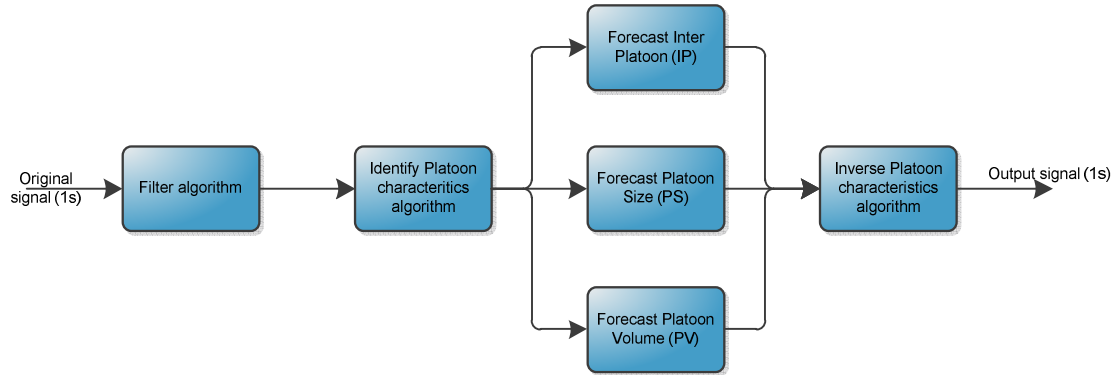 Original
signal (1s)
Filter algorithm
Identify Platoon
characteritics
algorithm
Forecast Inter
Platoon (IP)
Forecast Platoon
Size (PS)
Forecast Platoon
Volume (PV)
Inverse Platoon
characteristics
algorithm
Output signal (1s)